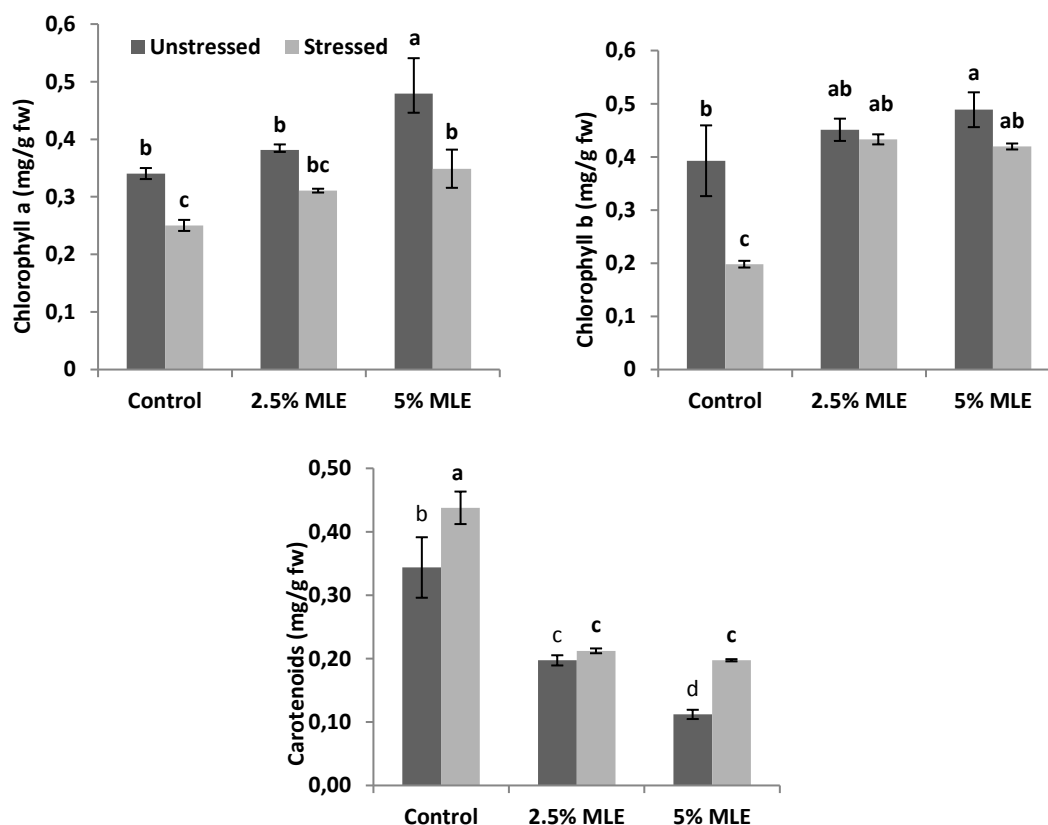 Chlorophyll a (mg/g fw)
0,6
0,5
0,4
0,3
0,2
0,1
0
Unstressed Stressed
b
c
b
bc
a
b
Control 2.5% MLE 5% MLE
Chlorophyll b (mg/g fw)
0,6
0,5
0,4
0,3
0,2
0,1
0
b
c
ab
ab
a
ab
Control 2.5% MLE 5% MLE
Carotenoids (mg/g fw)
0,50
0,40
0,30
0,20
0,10
0,00
b
a
c
c
d
c
Control 2.5% MLE 5% MLE